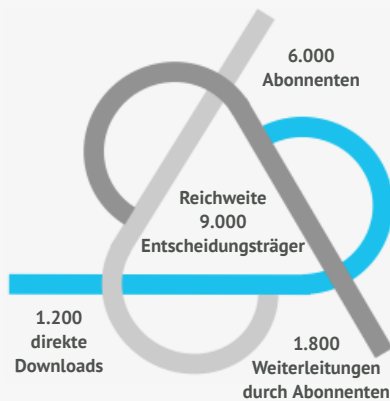 6.000
Abonnenten
Reichweite
9.000
Entscheidungsträger
1.200
direkte
Downloads
1.800
Weiterleitungen
durch Abonnenten